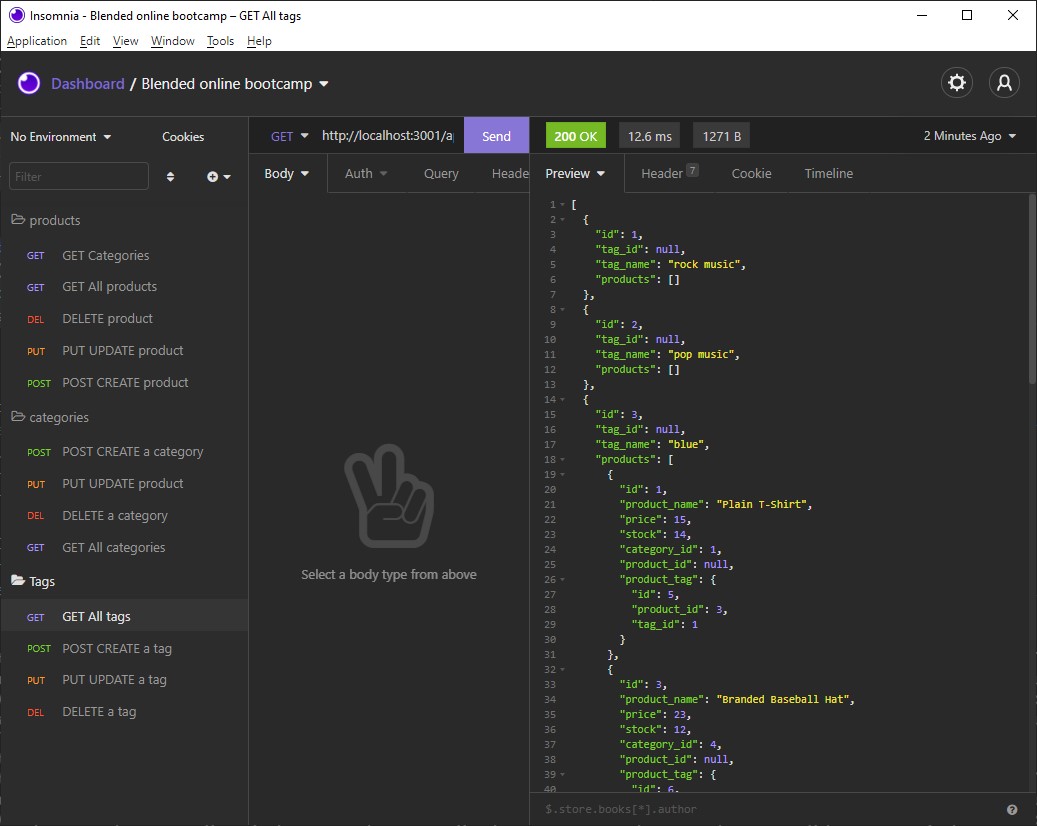 Insomnia - Blended online bootcamp – GET All tags
Application Edit View Window Tools Help
Dashboard / Blended online bootcamp
No Environment Cookies
Filter
products
GET GET Categories
GET GET All products
DEL DELETE product
PUT PUT UPDATE product
POST POST CREATE product
categories
POST POST CREATE a category
PUT PUT UPDATE product
DEL DELETE a category
GET GET All categories
Tags
GET GET All tags
POST POST CREATE a tag
PUT PUT UPDATE a tag
DEL DELETE a tag
GET http://localhost:3001/a Send
Body Auth Query Heade
Select a body type from above
200 OK 12.6 ms 1271 B 2 Minutes Ago
Preview Header 7 Cookie Timeline
1 [
2 {
3 "id": 1,
4 "tag_id": null,
5 "tag_name": "rock music",
6 "products": []
7 },
8 {
9 "id": 2,
10 "tag_id": null,
11 "tag_name": "pop music",
12 "products": []
13 },
14 {
15 "id": 3,
16 "tag_id": null,
17 "tag_name": "blue",
18 "products": [
19 {
20 "id": 1,
21 "product_name": "Plain T-Shirt",
22 "price": 15,
23 "stock": 14,
24 "category_id": 1,
25 "product_id": null,
26 "product_tag": {
27 "id": 5,
28 "product_id": 3,
29 "tag_id": 1
30 }
31 },
32 {
33 "id": 3,
34 "product_name": "Branded Baseball Hat",
35 "price": 23,
36 "stock": 12,
37 "category_id": 4,
38 "product_id": null,
39 "product_tag": {
40 "id": 6,
$.store.books[*].author